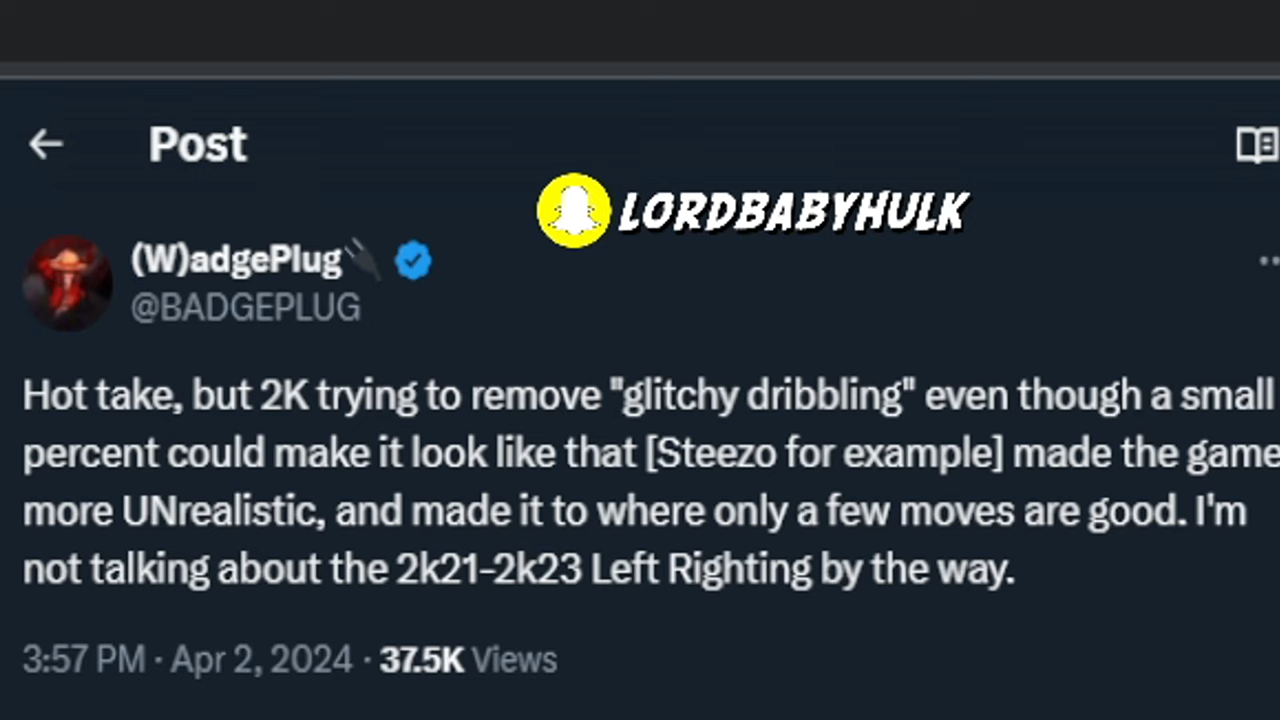 Post
LORDBABYHULK
(W)adgePlug🔌
@BADGEPLUG
Hot take, but 2K trying to remove "glitchy dribbling" even though a small
percent could make it look like that [Steezo for example] made the game
more UNrealistic, and made it to where only a few moves are good. I'm
not talking about the 2k21-2k23 Left Righting by the way.
3:57 PM · Apr 2, 2024 · 37.5K Views